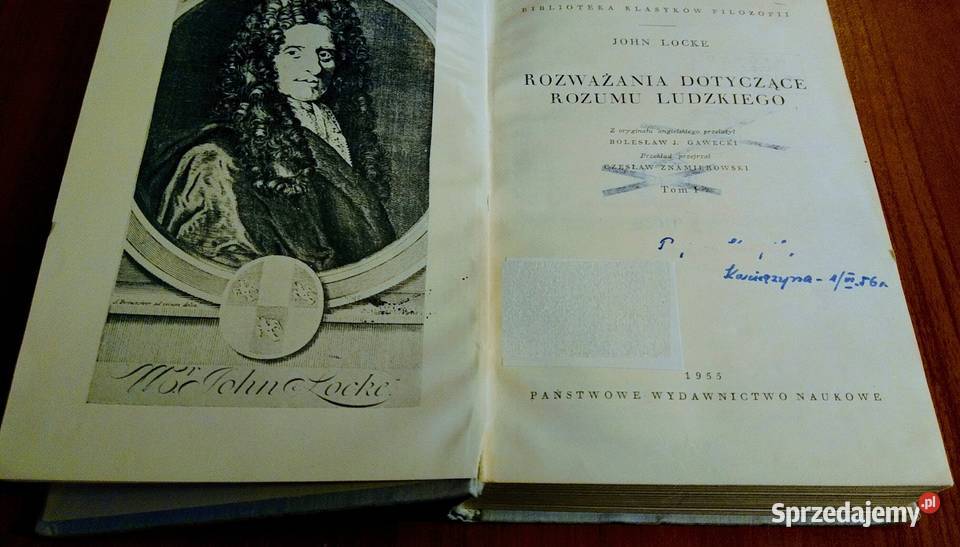 BIBLIOTEKA KLASYKÓW FILOZOFII
JOHN LOCKE
ROZWAŻANIA DOTYCZĄCE
ROZUMU LUDZKIEGO
Z oryginału angielskiego przełożył
BOLESŁAW J. GAWECKI
Przekład przejrzał
CZESŁAW ZNAMIEROWSKI
Tom I
1955
PAŃSTWOWE WYDAWNICTWO NAUKOWE
Mr. John Locke.
Sprzedajemy.pl